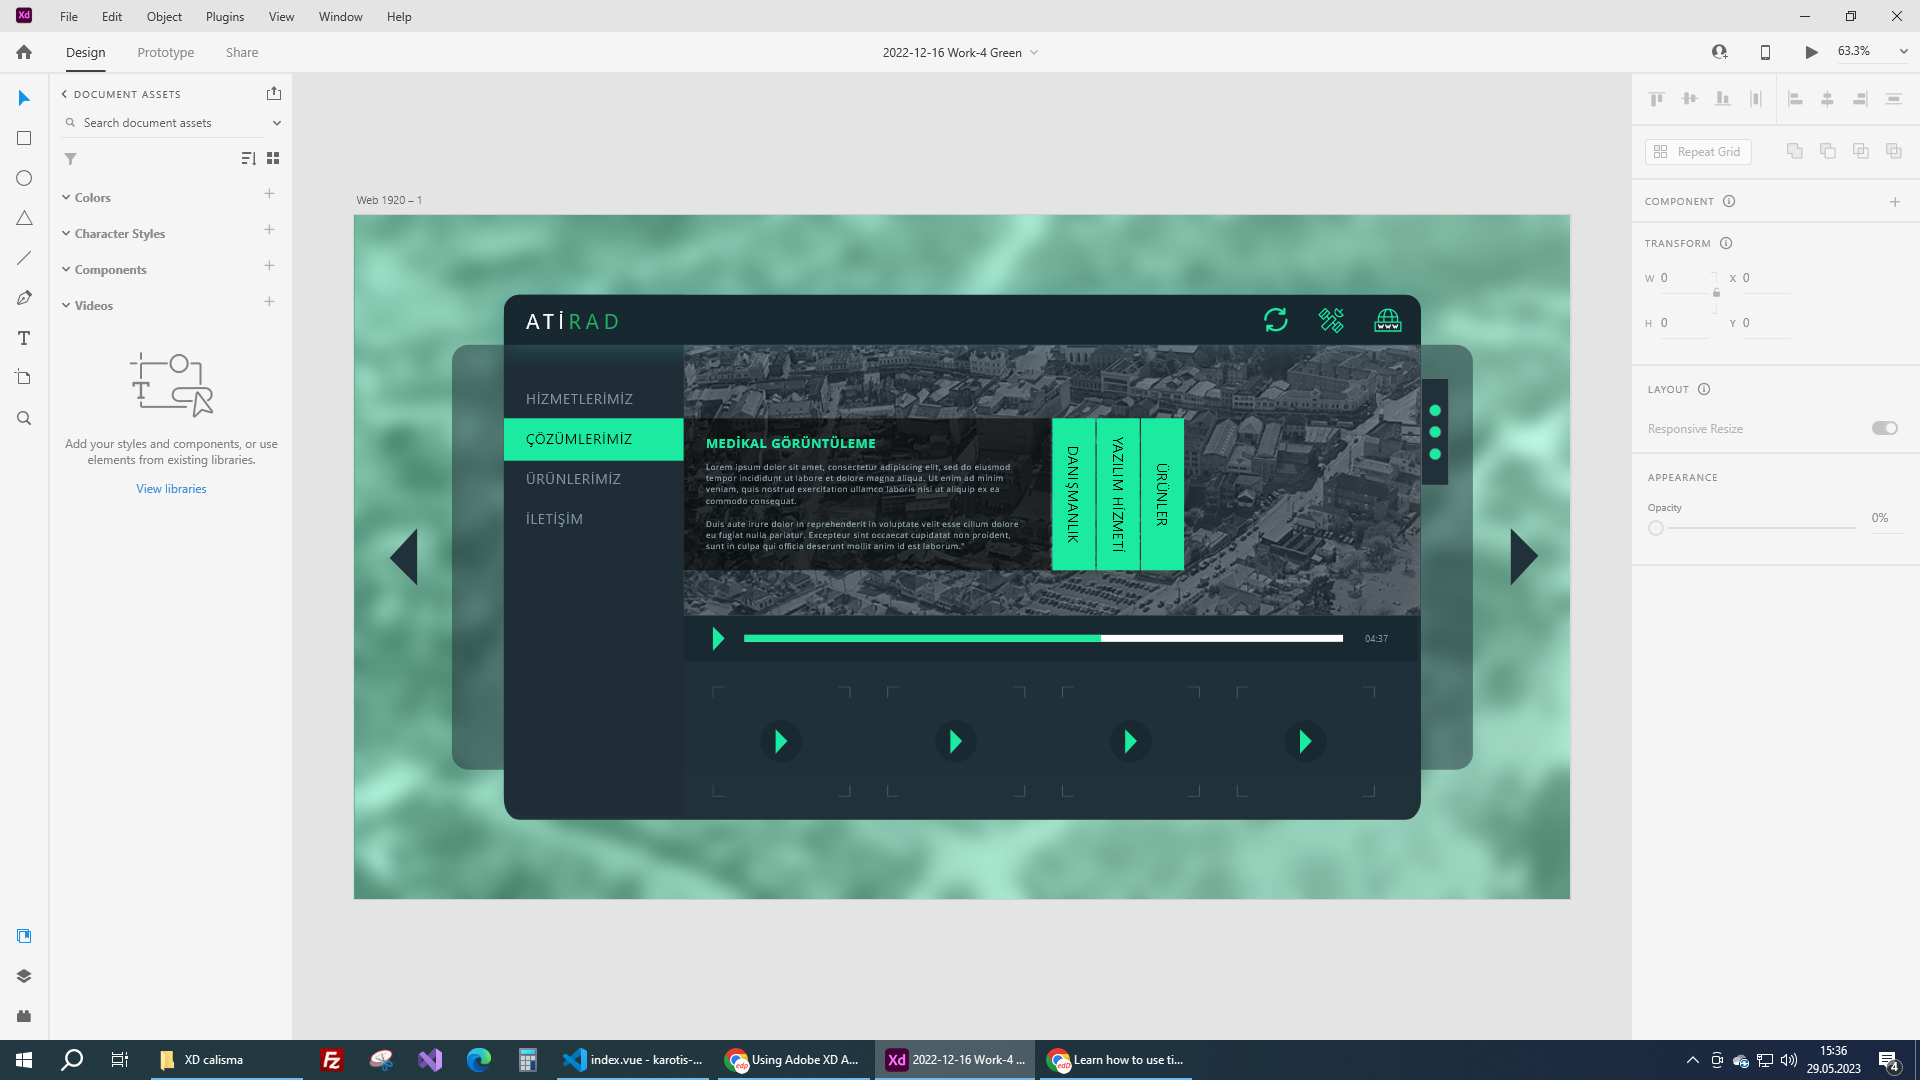 Xd File Edit Object Plugins View Window Help
Design Prototype Share 2022-12-16 Work-4 Green 63.3%
DOCUMENT ASSETS
Search document assets
Colors
Character Styles
Components
Videos
Add your styles and components, or use
elements from existing libraries.
View libraries
Web 1920 – 1
ATİRAD
WWW
HİZMETLERİMİZ
ÇÖZÜMLERİMİZ
ÜRÜNLERİMİZ
İLETİŞİM
MEDİKAL GÖRÜNTÜLEME
Lorem ipsum dolor sit amet, consectetur adipiscing elit, sed do eiusmod
tempor incididunt ut labore et dolore magna aliqua. Ut enim ad minim
veniam, quis nostrud exercitation ullamco laboris nisi ut aliquip ex ea
commodo consequat.
Duis aute irure dolor in reprehenderit in voluptate velit esse cillum dolore
eu fugiat nulla pariatur. Excepteur sint occaecat cupidatat non proident,
sunt in culpa qui officia deserunt mollit anim id est laborum."
DANIŞMANLIK
YAZILIM HİZMETİ
ÜRÜNLER
04:37
Repeat Grid
COMPONENT
TRANSFORM
W 0 X 0
H 0 Y 0
LAYOUT
Responsive Resize
APPEARANCE
Opacity
0%
XD calisma
index.vue - karotis-...
Using Adobe XD A...
Xd 2022-12-16 Work-4 ...
Learn how to use ti...
15:36
29.05.2023
4